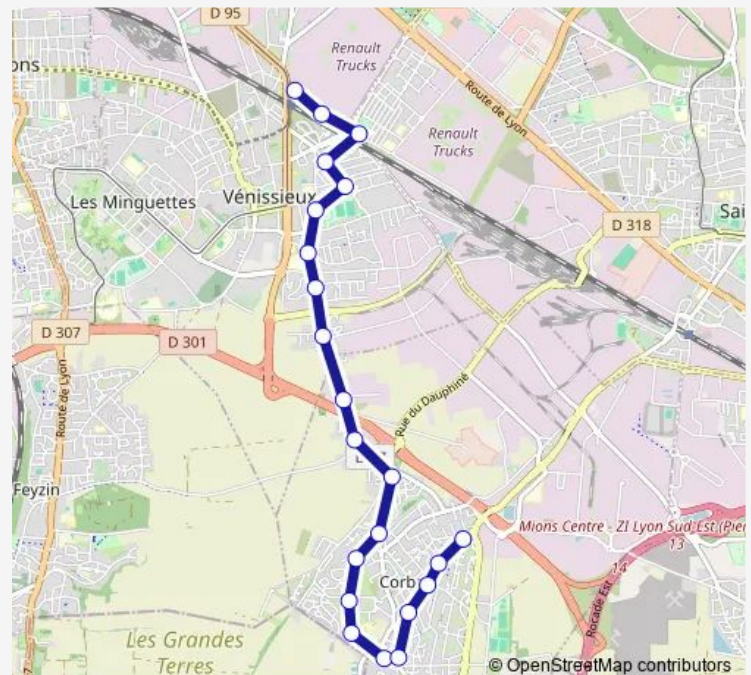 D 95
ons
Renault
Trucks
Route de Lyon
Renault
Trucks
Vénissieux
Les Minguettes
Sai
D 318
D 307
D 301
Route de Lyon
Rue du Dauphiné
Feyzin
Mions Centre - ZI Lyon Sud-Est (Pier
13
14
Corb
Rocade Est
Les Grandes
Terres
© OpenStreetMap contributors